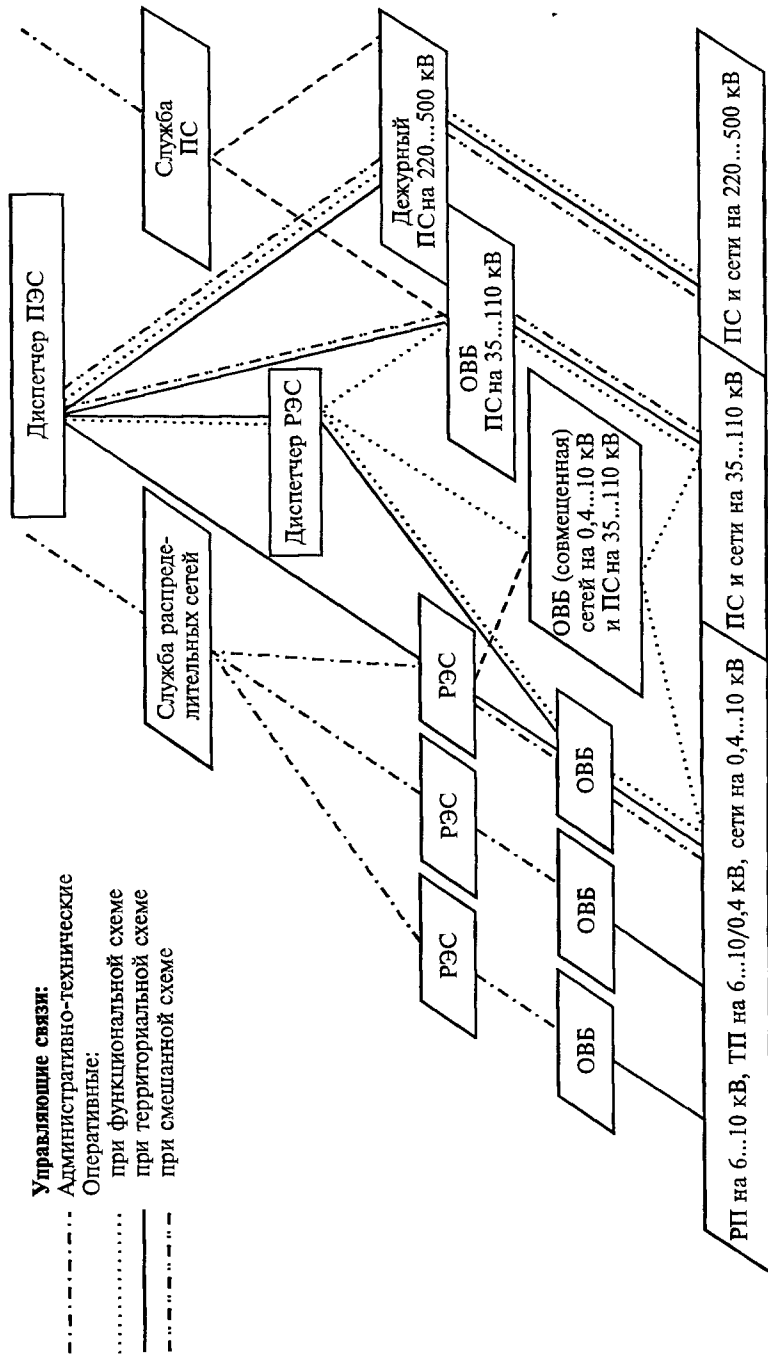 Управляющие связи:
Административно-технические
Оперативные:
при функциональной схеме
при территориальной схеме
при смешанной схеме
Диспетчер ПЭС
Служба распреде-
лительных сетей
Служба
ПС
Диспетчер РЭС
Дежурный
ПС на 220...500 кВ
РЭС
РЭС
РЭС
ОВБ
ПС на 35...110 кВ
ОВБ
ОВБ
ОВБ
ОВБ (совмещенная)
сетей на 0,4...10 кВ
и ПС на 35...110 кВ
РП на 6...10 кВ, ТП на 6...10/0,4 кВ, сети на 0,4...10 кВ
ПС и сети на 35...110 кВ
ПС и сети на 220...500 кВ